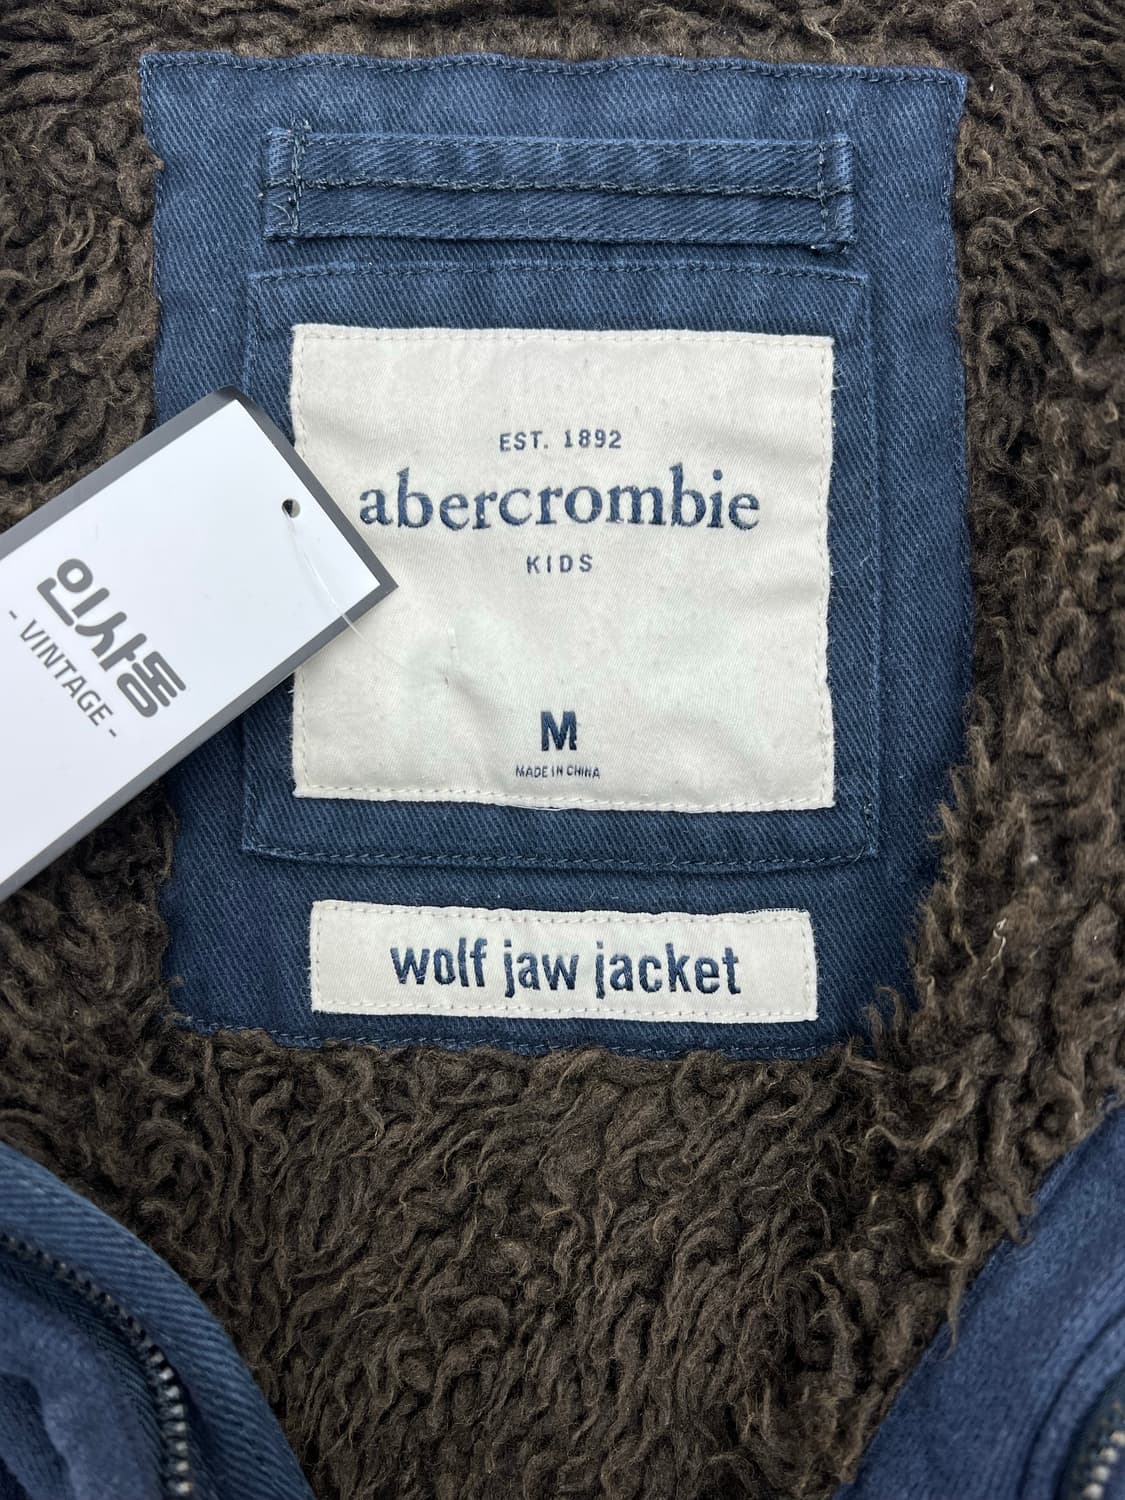 EST. 1892
abercrombie
KIDS
M
MADE IN CHINA
wolf jaw jacket
인사동
- VINTAGE -